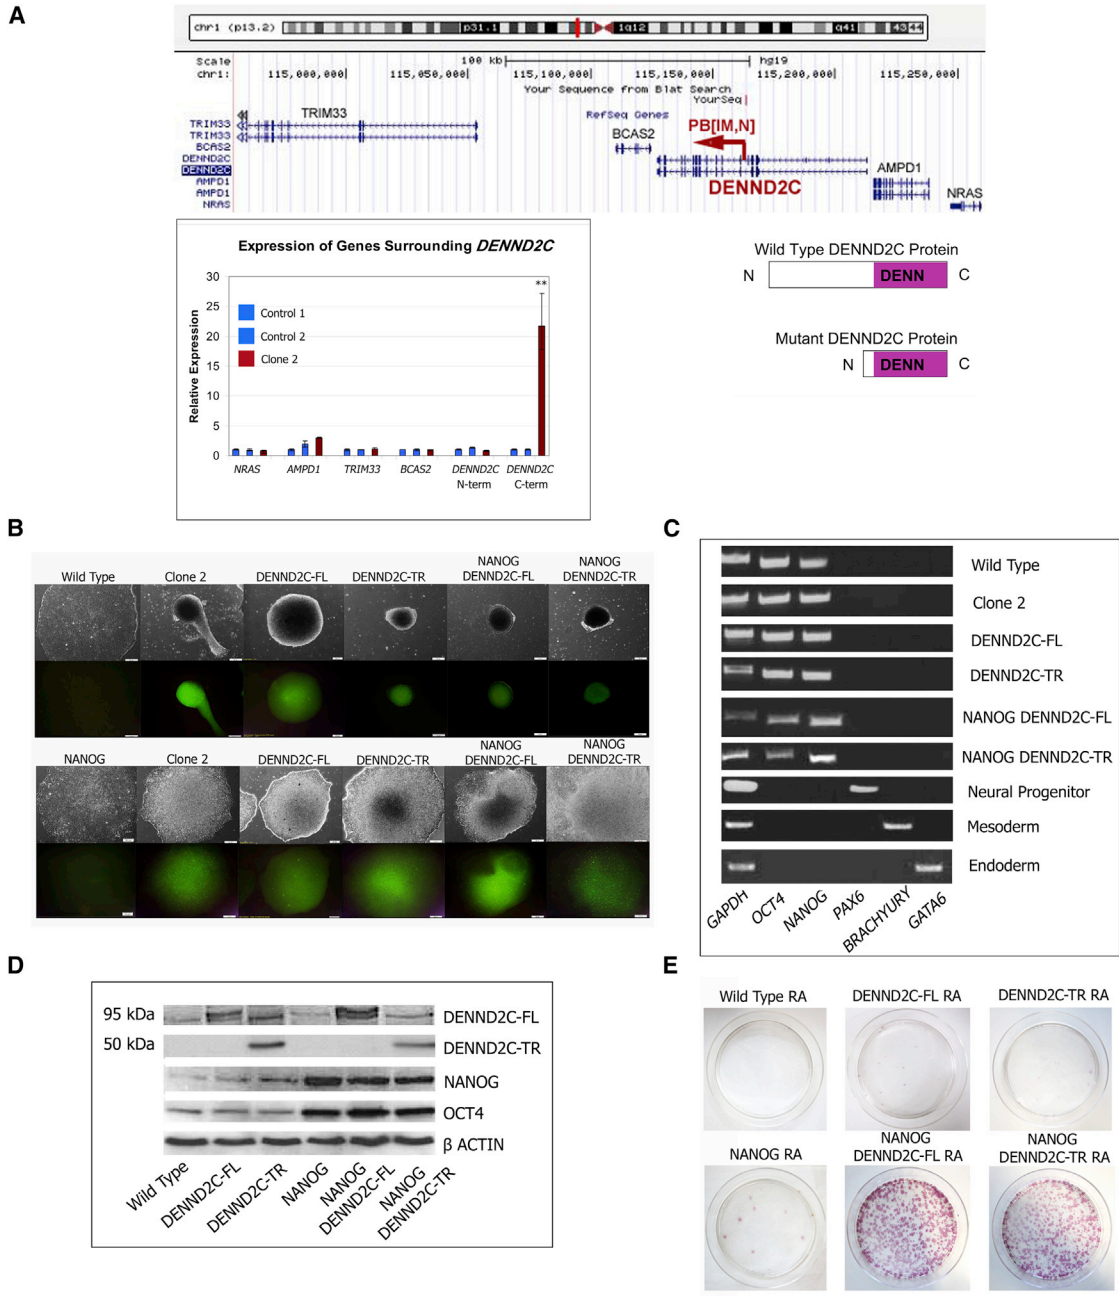 A
chr1 (p13.2)
p31.1
1q12
q41
43
44
Scale
100 kb
hg19
chr1:
115,000,000
115,050,000
115,100,000
115,150,000
115,200,000
115,250,000
Your Sequence from Blat Search
YourSeq
RefSeq Genes
TRIM33
TRIM33
TRIM33
BCAS2
DENND2C
DENND2C
AMPD1
AMPD1
NRAS
BCAS2
PB[IM,N]
DENND2C
AMPD1
NRAS
Expression of Genes Surrounding DENND2C
Relative Expression
30
25
20
15
10
5
0
Control 1
Control 2
Clone 2
**
NRAS
AMPD1
TRIM33
BCAS2
DENND2C
N-term
DENND2C
C-term
Wild Type DENND2C Protein
N
DENN
C
Mutant DENND2C Protein
N
DENN
C
B
Wild Type
Clone 2
DENND2C-FL
DENND2C-TR
NANOG
DENND2C-FL
NANOG
DENND2C-TR
NANOG
Clone 2
DENND2C-FL
DENND2C-TR
NANOG
DENND2C-FL
NANOG
DENND2C-TR
C
Wild Type
Clone 2
DENND2C-FL
DENND2C-TR
NANOG DENND2C-FL
NANOG DENND2C-TR
Neural Progenitor
Mesoderm
Endoderm
GAPDH
OCT4
NANOG
PAX6
BRACHYURY
GATA6
D
95 kDa
50 kDa
DENND2C-FL
DENND2C-TR
NANOG
OCT4
β ACTIN
Wild Type
DENND2C-FL
DENND2C-TR
NANOG
NANOG
DENND2C-FL
NANOG
DENND2C-TR
E
Wild Type RA
DENND2C-FL RA
DENND2C-TR RA
NANOG RA
NANOG
DENND2C-FL RA
NANOG
DENND2C-TR RA